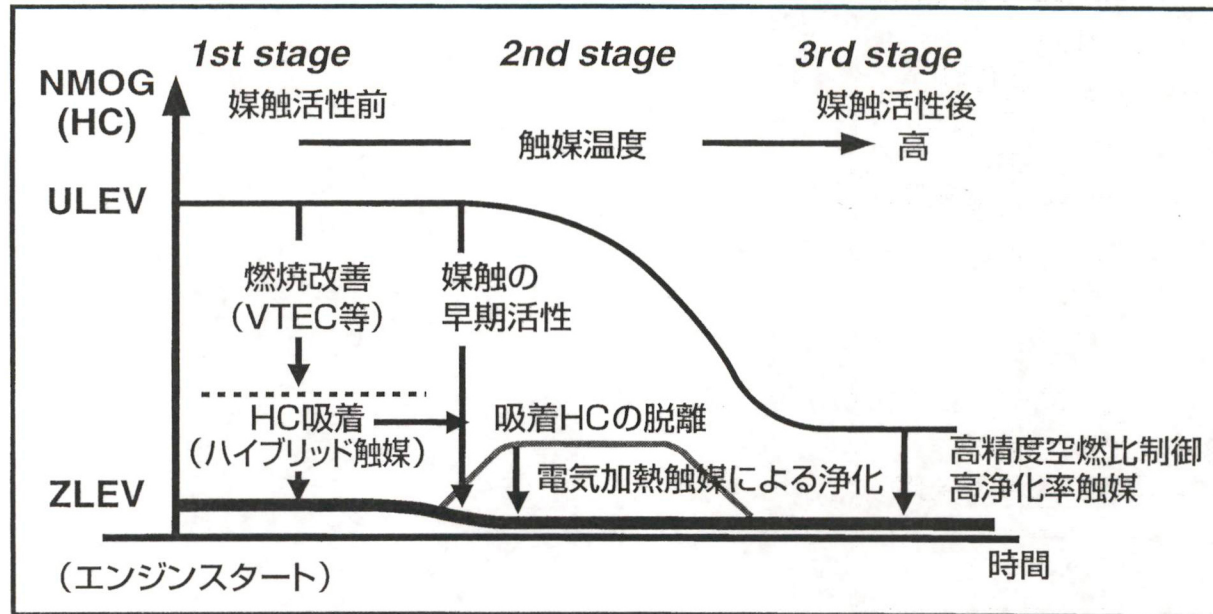 1st stage
2nd stage
3rd stage
NMOG
(HC)
媒触活性前
媒触活性後
触媒温度
高
ULEV
燃焼改善
(VTEC等)
媒触の
早期活性
HC吸着
(ハイブリッド触媒)
吸着HCの脱離
電気加熱触媒による浄化
高精度空燃比制御
高浄化率触媒
ZLEV
時間
(エンジンスタート)